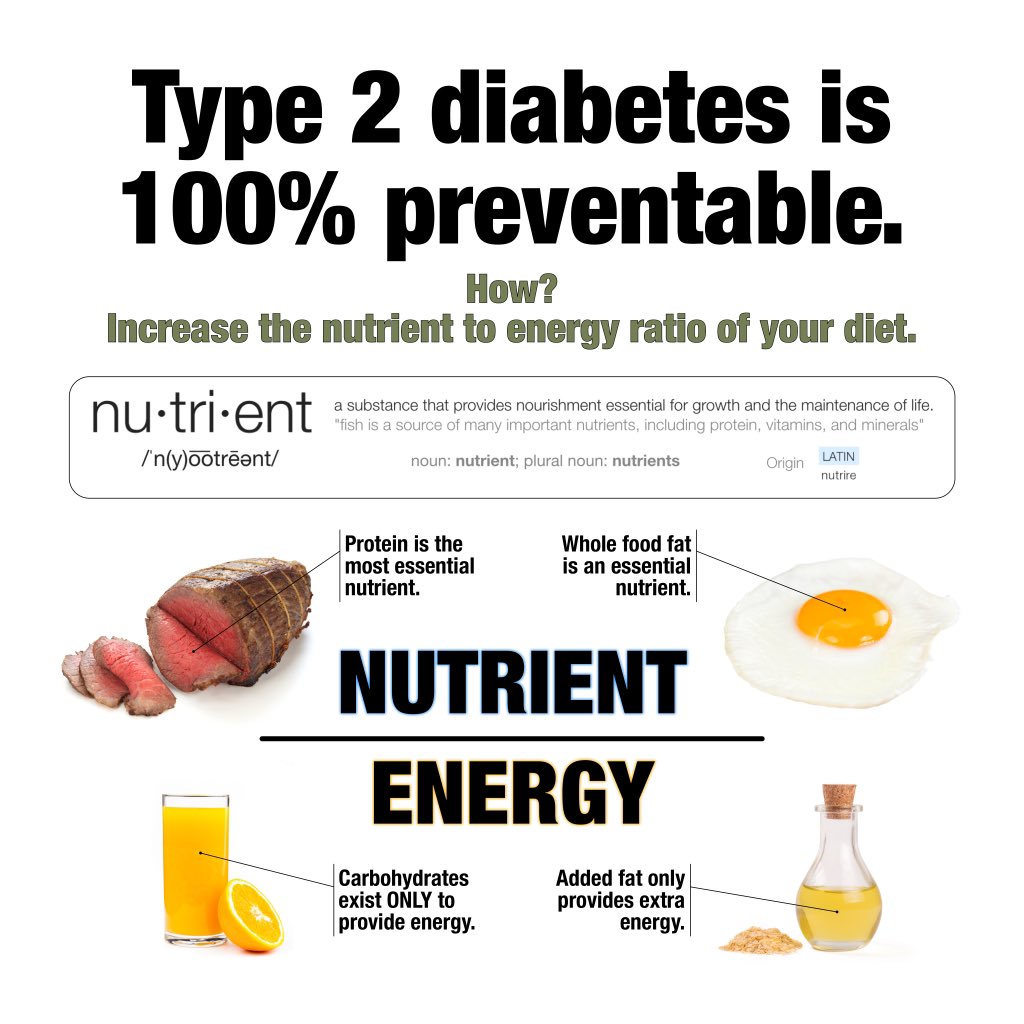 Type 2 diabetes is
100% preventable.
How?
Increase the nutrient to energy ratio of your diet.
nu·tri·ent
/ˈn(y)o͞otrēənt/
a substance that provides nourishment essential for growth and the maintenance of life.
"fish is a source of many important nutrients, including protein, vitamins, and minerals"
noun: nutrient; plural noun: nutrients
Origin
LATIN
nutrire
Protein is the
most essential
nutrient.
Whole food fat
is an essential
nutrient.
NUTRIENT
ENERGY
Carbohydrates
exist ONLY to
provide energy.
Added fat only
provides extra
energy.